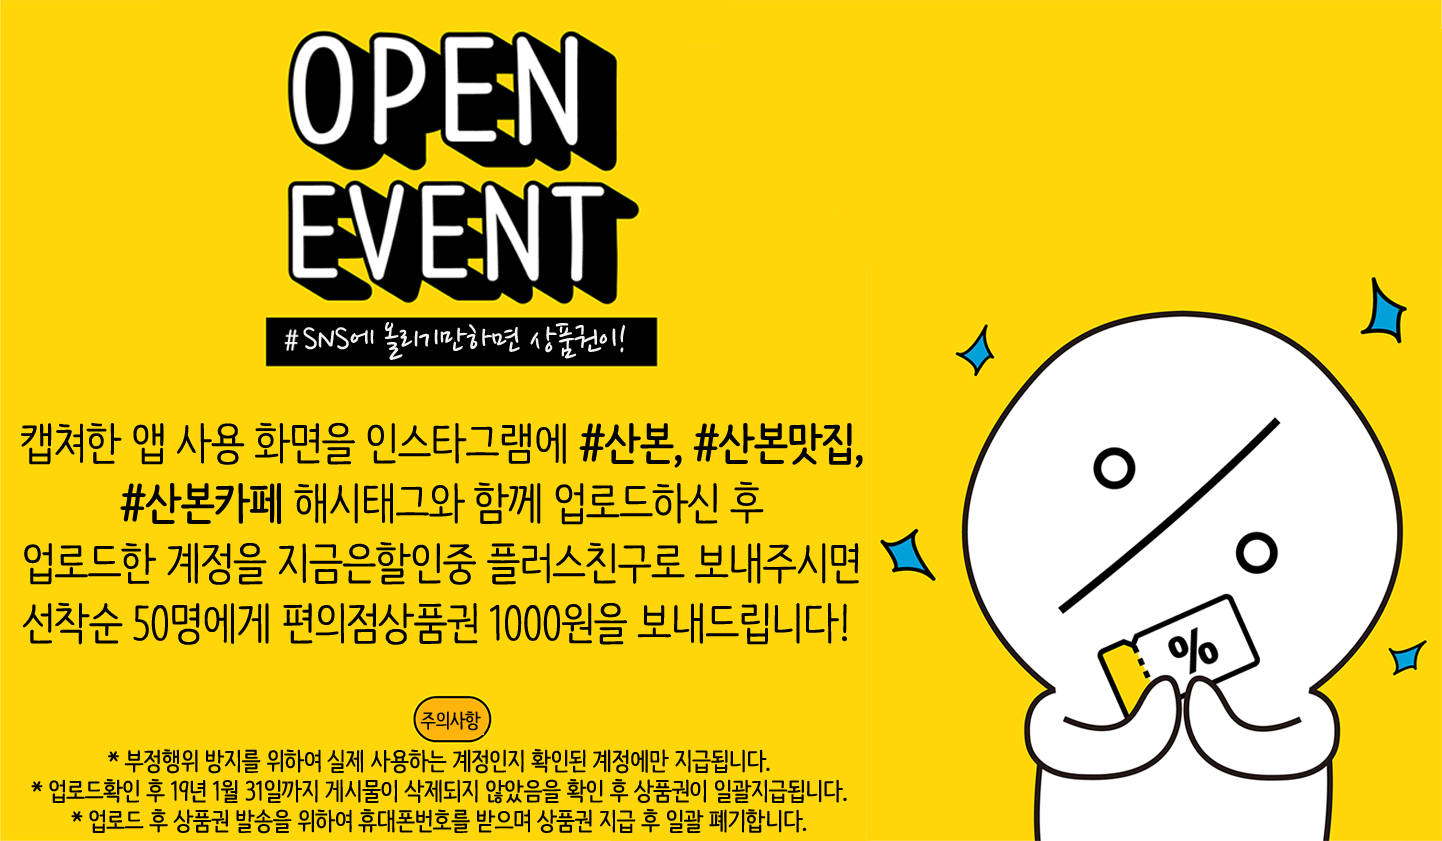 OPEN
EVENT
#SNS에 올리기만하면 상품권이!
캡쳐한 앱 사용 화면을 인스타그램에 #산본, #산본맛집,
#산본카페 해시태그와 함께 업로드하신 후
업로드한 계정을 지금은할인중 플러스친구로 보내주시면
선착순 50명에게 편의점상품권 1000원을 보내드립니다!
%
주의사항
* 부정행위 방지를 위하여 실제 사용하는 계정인지 확인된 계정에만 지급됩니다.
* 업로드확인 후 19년 1월 31일까지 게시물이 삭제되지 않았음을 확인 후 상품권이 일괄지급됩니다.
* 업로드 후 상품권 발송을 위하여 휴대폰번호를 받으며 상품권 지급 후 일괄 폐기합니다.